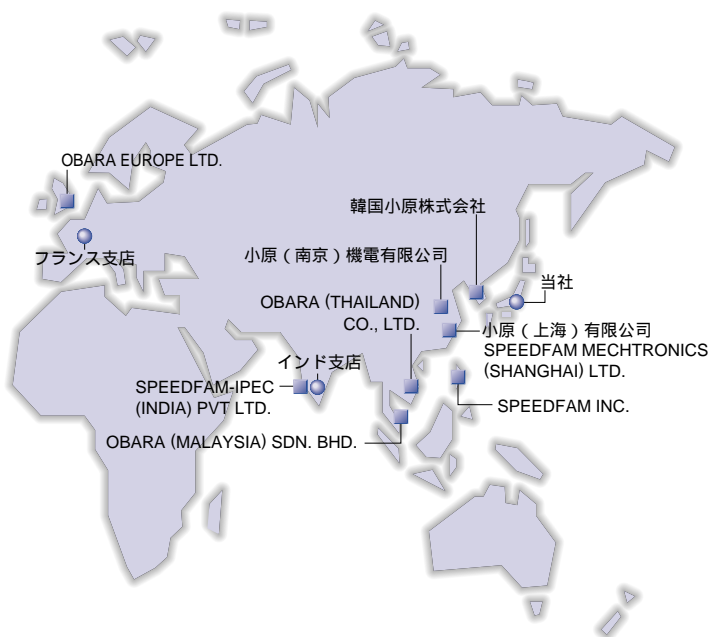 OBARA EUROPE LTD.
フランス支店
韓国小原株式会社
小原（南京）機電有限公司
当社
OBARA (THAILAND)
CO., LTD.
小原（上海）有限公司
SPEEDFAM MECHTRONICS
(SHANGHAI) LTD.
インド支店
SPEEDFAM-IPEC
(INDIA) PVT LTD.
SPEEDFAM INC.
OBARA (MALAYSIA) SDN. BHD.